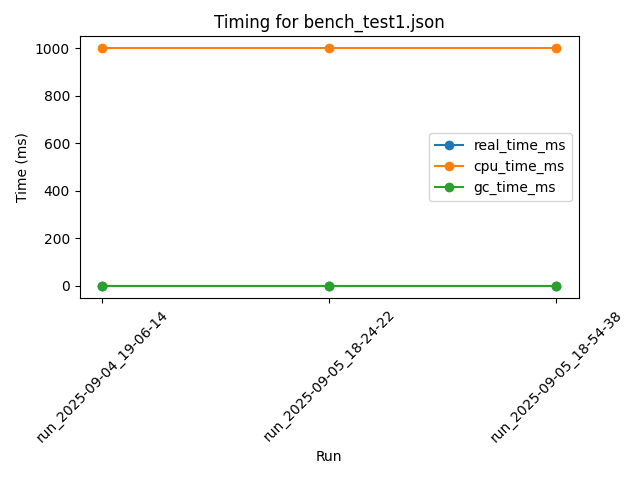 Timing for bench_test1.json
Time (ms)
1000
800
600
400
200
0
real_time_ms
cpu_time_ms
gc_time_ms
run_2025-09-04_19-06-14
run_2025-09-05_18-24-22
run_2025-09-05_18-54-38
Run